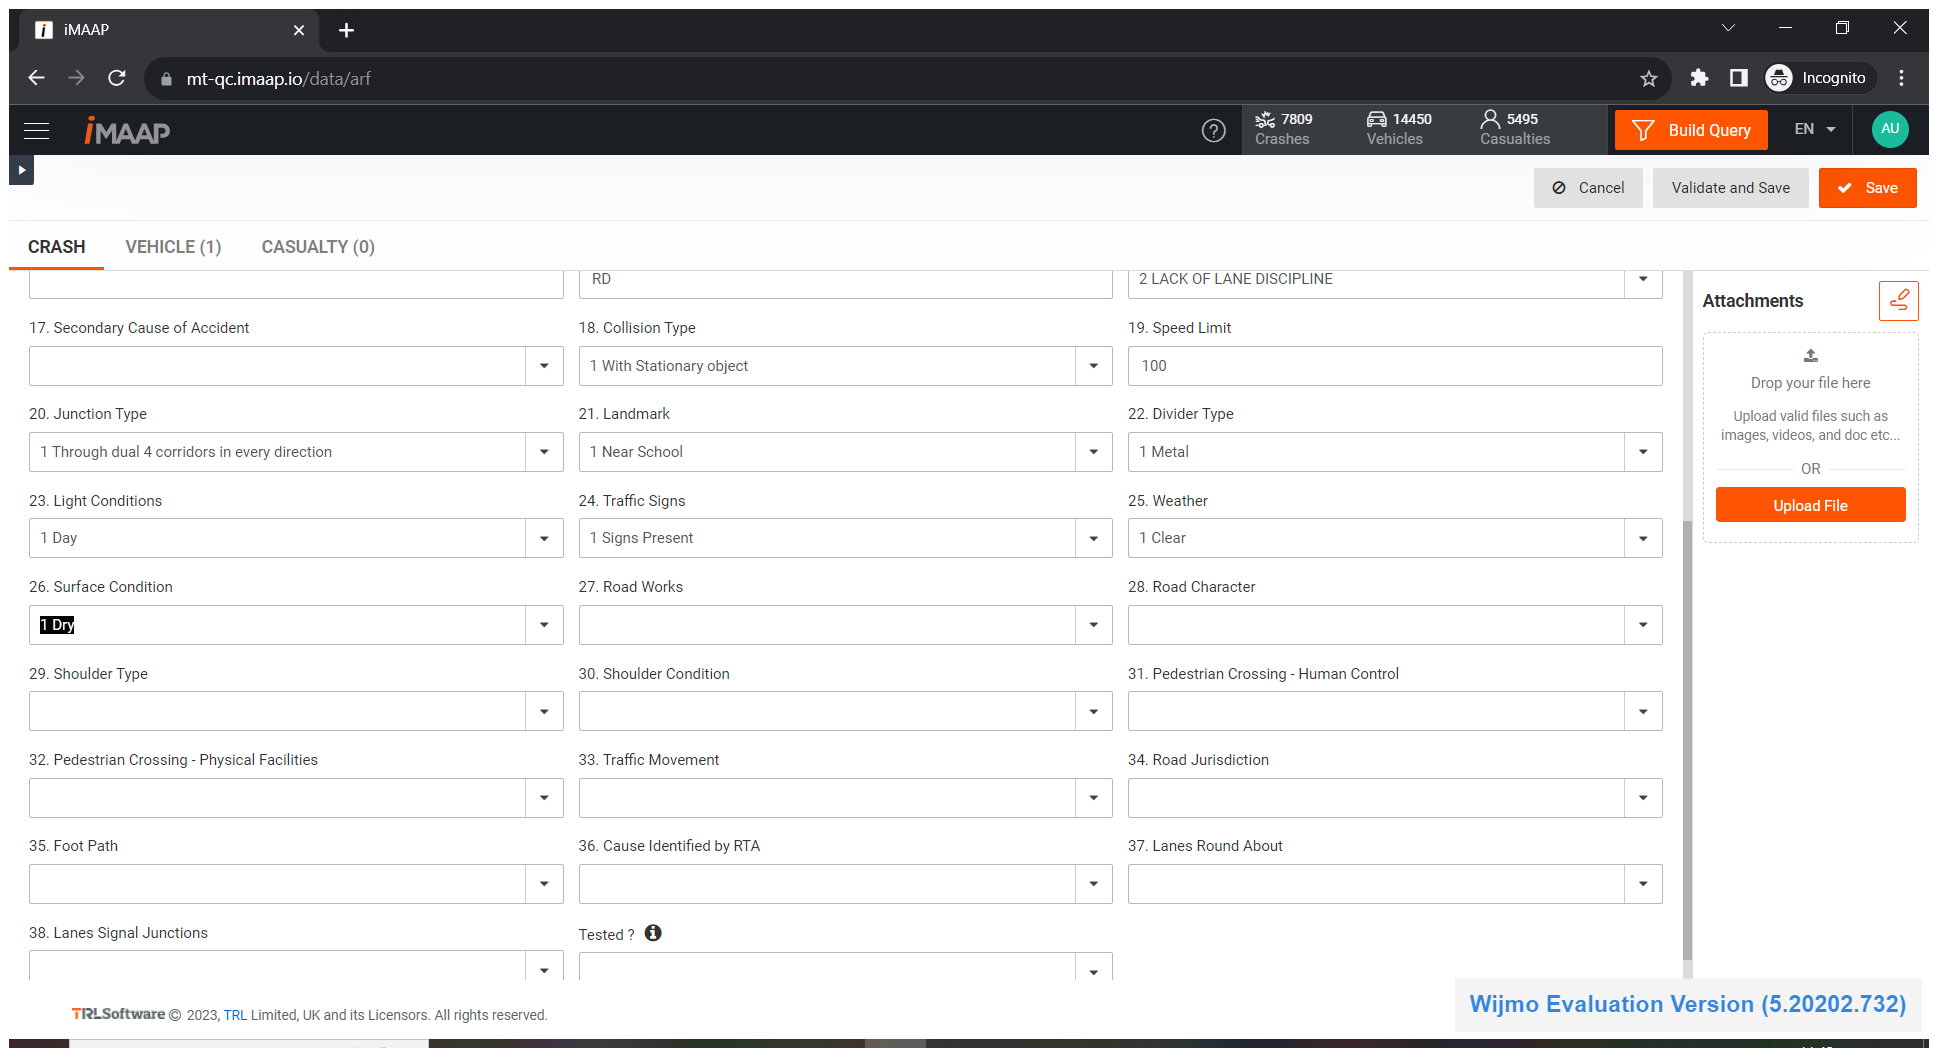 iMAAP
mt-qc.imaap.io/data/arf
Incognito
iMAAP
7809
Crashes
14450
Vehicles
5495
Casualties
Build Query
EN
AU
Cancel
Validate and Save
Save
CRASH
VEHICLE (1)
CASUALTY (0)
RD
2 LACK OF LANE DISCIPLINE
17. Secondary Cause of Accident
18. Collision Type
19. Speed Limit
1 With Stationary object
100
20. Junction Type
21. Landmark
22. Divider Type
1 Through dual 4 corridors in every direction
1 Near School
1 Metal
23. Light Conditions
24. Traffic Signs
25. Weather
1 Day
1 Signs Present
1 Clear
26. Surface Condition
27. Road Works
28. Road Character
1 Dry
29. Shoulder Type
30. Shoulder Condition
31. Pedestrian Crossing - Human Control
32. Pedestrian Crossing - Physical Facilities
33. Traffic Movement
34. Road Jurisdiction
35. Foot Path
36. Cause Identified by RTA
37. Lanes Round About
38. Lanes Signal Junctions
Tested ?
Attachments
Drop your file here
Upload valid files such as
images, videos, and doc etc...
OR
Upload File
TRLSoftware © 2023, TRL Limited, UK and its Licensors. All rights reserved.
Wijmo Evaluation Version (5.20202.732)